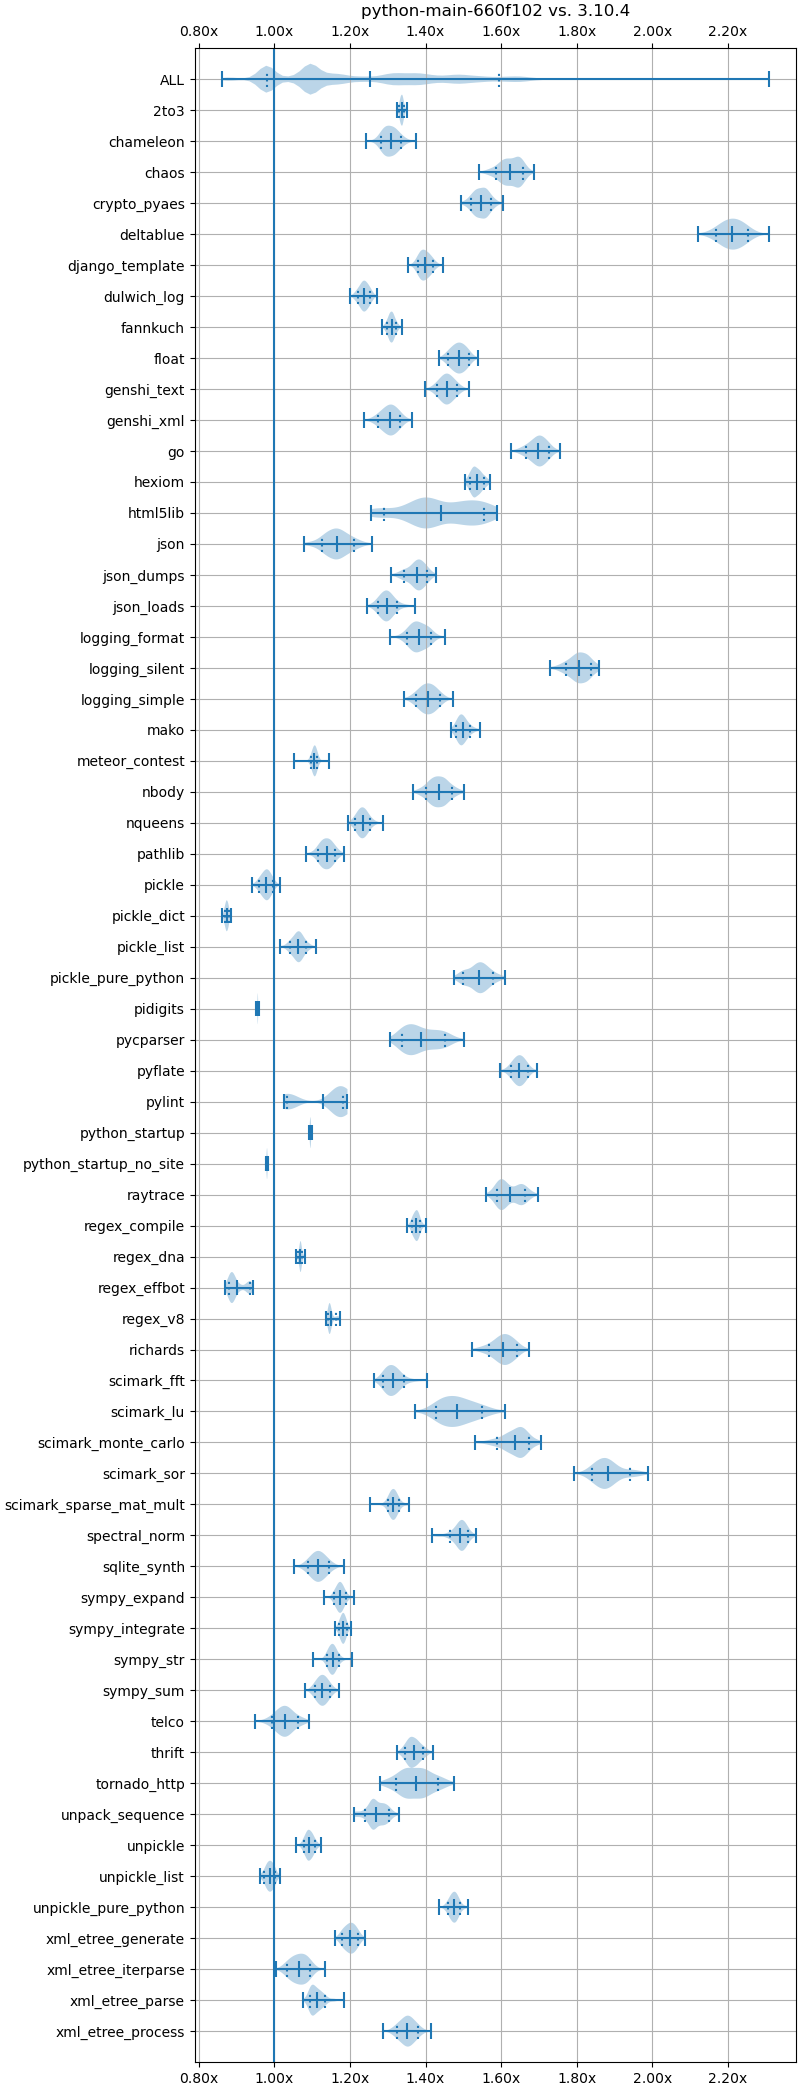 python-main-660f102 vs. 3.10.4
0.80x 1.00x 1.20x 1.40x 1.60x 1.80x 2.00x 2.20x
ALL
2to3
chameleon
chaos
crypto_pyaes
deltablue
django_template
dulwich_log
fannkuch
float
genshi_text
genshi_xml
go
hexiom
html5lib
json
json_dumps
json_loads
logging_format
logging_silent
logging_simple
mako
meteor_contest
nbody
nqueens
pathlib
pickle
pickle_dict
pickle_list
pickle_pure_python
pidigits
pycparser
pyflate
pylint
python_startup
python_startup_no_site
raytrace
regex_compile
regex_dna
regex_effbot
regex_v8
richards
scimark_fft
scimark_lu
scimark_monte_carlo
scimark_sor
scimark_sparse_mat_mult
spectral_norm
sqlite_synth
sympy_expand
sympy_integrate
sympy_str
sympy_sum
telco
thrift
tornado_http
unpack_sequence
unpickle
unpickle_list
unpickle_pure_python
xml_etree_generate
xml_etree_iterparse
xml_etree_parse
xml_etree_process
0.80x 1.00x 1.20x 1.40x 1.60x 1.80x 2.00x 2.20x